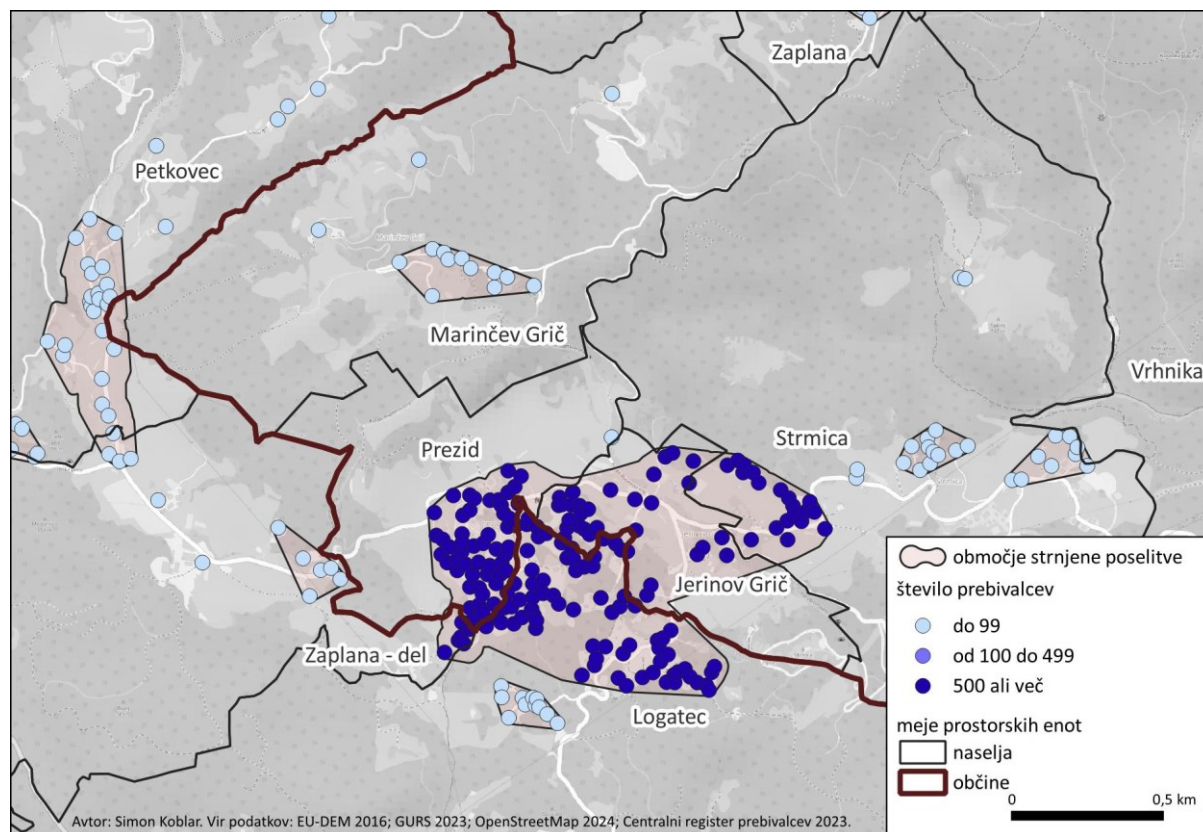 Zaplana
Petkovec
Marinčev Grič
Marinčev Grič
Vrhnika
Prezid
Strmica
Jerinov Grič
Zaplana - del
Logatec
območje strnjene poselitve
število prebivalcev
do 99
od 100 do 499
500 ali več
meje prostorskih enot
naselja
občine
0 0,5 km
Avtor: Simon Koblar. Vir podatkov: EU-DEM 2016; GURS 2023; OpenStreetMap 2024; Centralni register prebivalcev 2023.